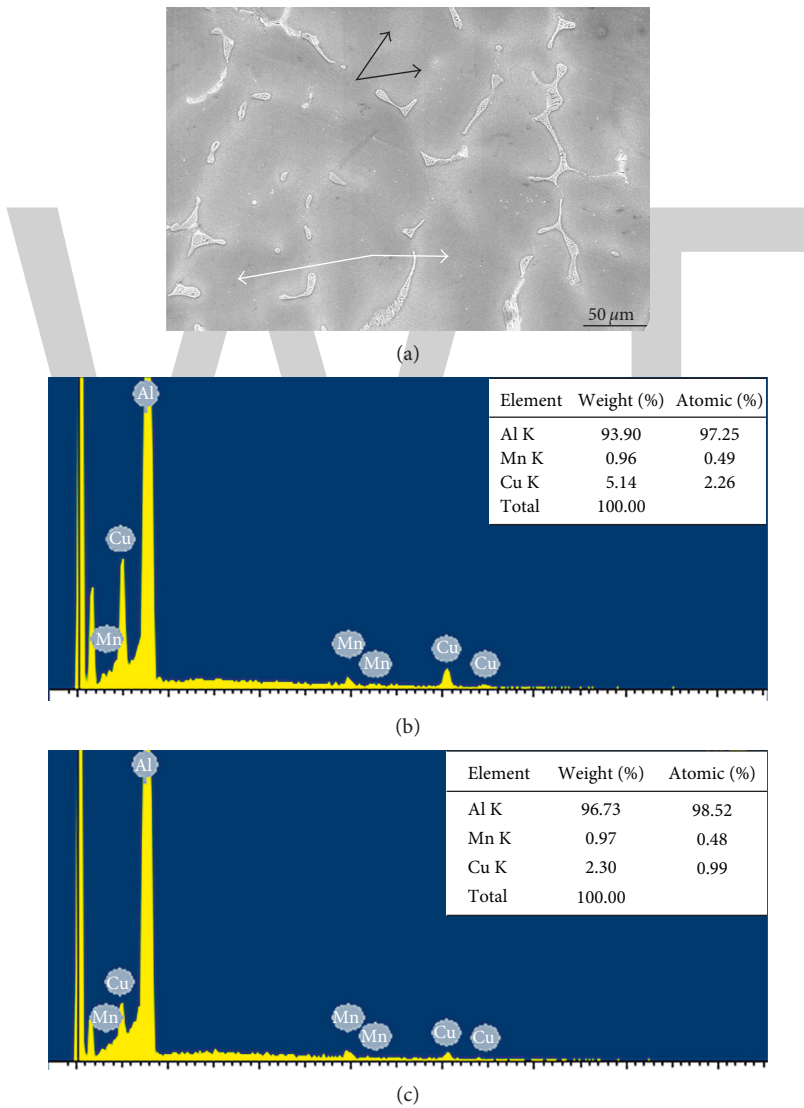 50 μm
(a)
Al
Element Weight (%) Atomic (%)
Al K 93.90 97.25
Mn K 0.96 0.49
Cu K 5.14 2.26
Total 100.00
Cu
Mn
Mn
Mn
Cu
Cu
(b)
Al
Element Weight (%) Atomic (%)
Al K 96.73 98.52
Mn K 0.97 0.48
Cu K 2.30 0.99
Total 100.00
Cu
Mn
Mn
Mn
Cu
Cu
(c)